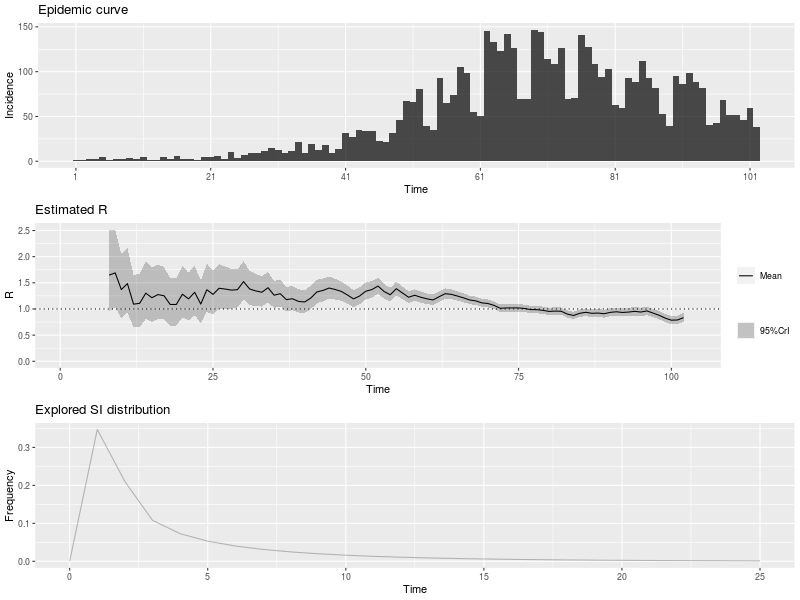 Epidemic curve
150
100
50
0
Incidence
1 21 41 61 81 101
Time
Estimated R
2.5
2.0
1.5
1.0
0.5
0.0
R
0 25 50 75 100
Time
Mean
95%CrI
Explored SI distribution
0.3
0.2
0.1
0.0
Frequency
0 5 10 15 20 25
Time